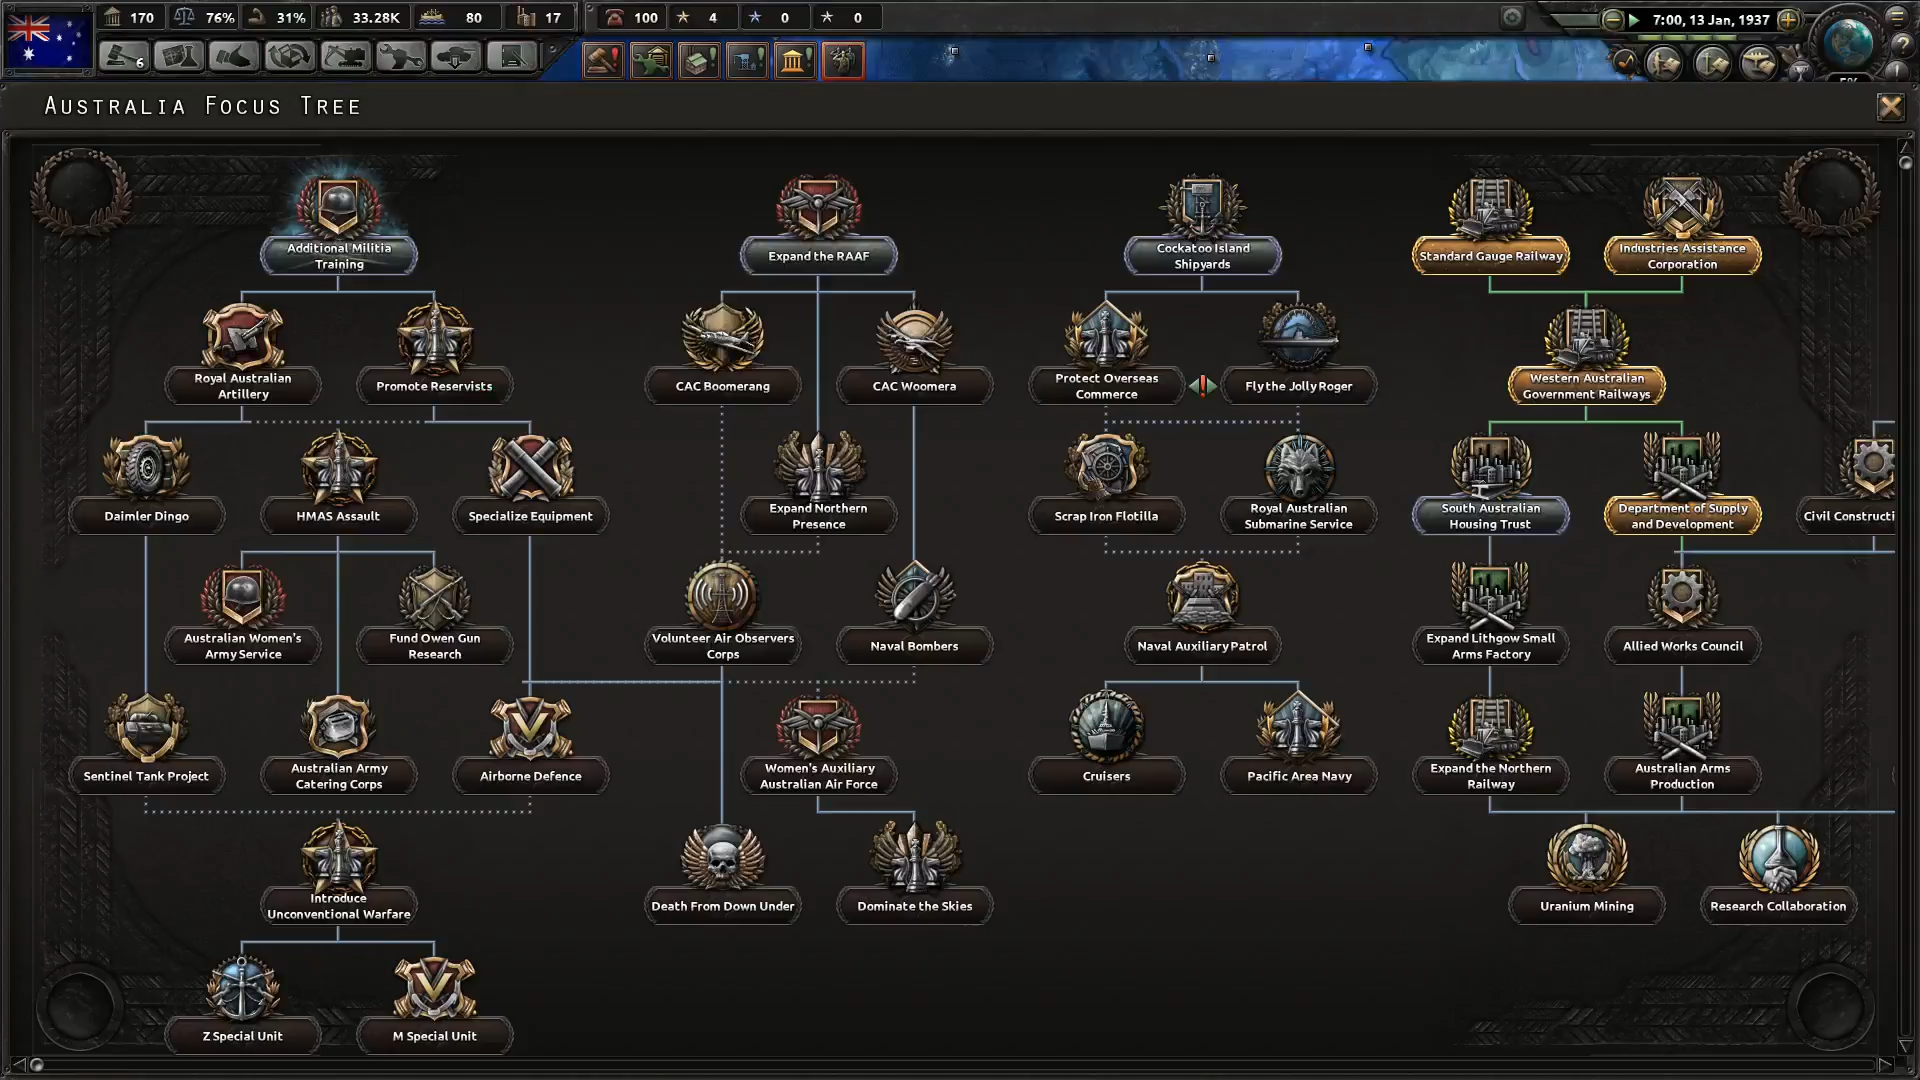 170
76%
31%
33.28K
80
17
100
4
0
0
7:00, 13 Jan, 1937
6
5%
Australia Focus Tree
Additional Militia
Training
Expand the RAAF
Cockatoo Island
Shipyards
Standard Gauge Railway
Industries Assistance
Corporation
Royal Australian
Artillery
Promote Reservists
CAC Boomerang
CAC Woomera
Protect Overseas
Commerce
Fly the Jolly Roger
Western Australian
Government Railways
Daimler Dingo
HMAS Assault
Specialize Equipment
Expand Northern
Presence
Scrap Iron Flotilla
Royal Australian
Submarine Service
South Australian
Housing Trust
Department of Supply
and Development
Civil Constructi
Australian Women's
Army Service
Fund Owen Gun
Research
Volunteer Air Observers
Corps
Naval Bombers
Naval Auxiliary Patrol
Expand Lithgow Small
Arms Factory
Allied Works Council
Sentinel Tank Project
Australian Army
Catering Corps
Airborne Defence
Women's Auxiliary
Australian Air Force
Cruisers
Pacific Area Navy
Expand the Northern
Railway
Australian Arms
Production
Introduce
Unconventional Warfare
Death From Down Under
Dominate the Skies
Uranium Mining
Research Collaboration
Z Special Unit
M Special Unit